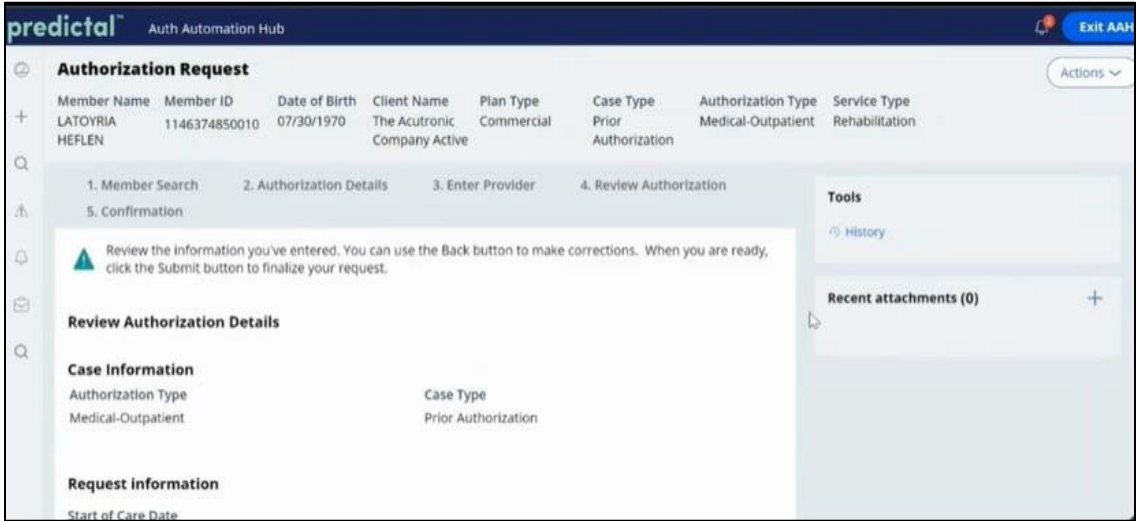 predictal™ Auth Automation Hub 2 Exit AAH
Authorization Request Actions
Member Name Member ID Date of Birth Client Name Plan Type Case Type Authorization Type Service Type
LATOYRIA 1146374850010 07/30/1970 The Acutronic Commercial Prior Medical-Outpatient Rehabilitation
HEFLEN Company Active Authorization
1. Member Search 2. Authorization Details 3. Enter Provider 4. Review Authorization
5. Confirmation
Tools
History
Review the information you've entered. You can use the Back button to make corrections. When you are ready,
click the Submit button to finalize your request.
Recent attachments (0)
Review Authorization Details
Case Information
Authorization Type Case Type
Medical-Outpatient Prior Authorization
Request information
Start of Care Date